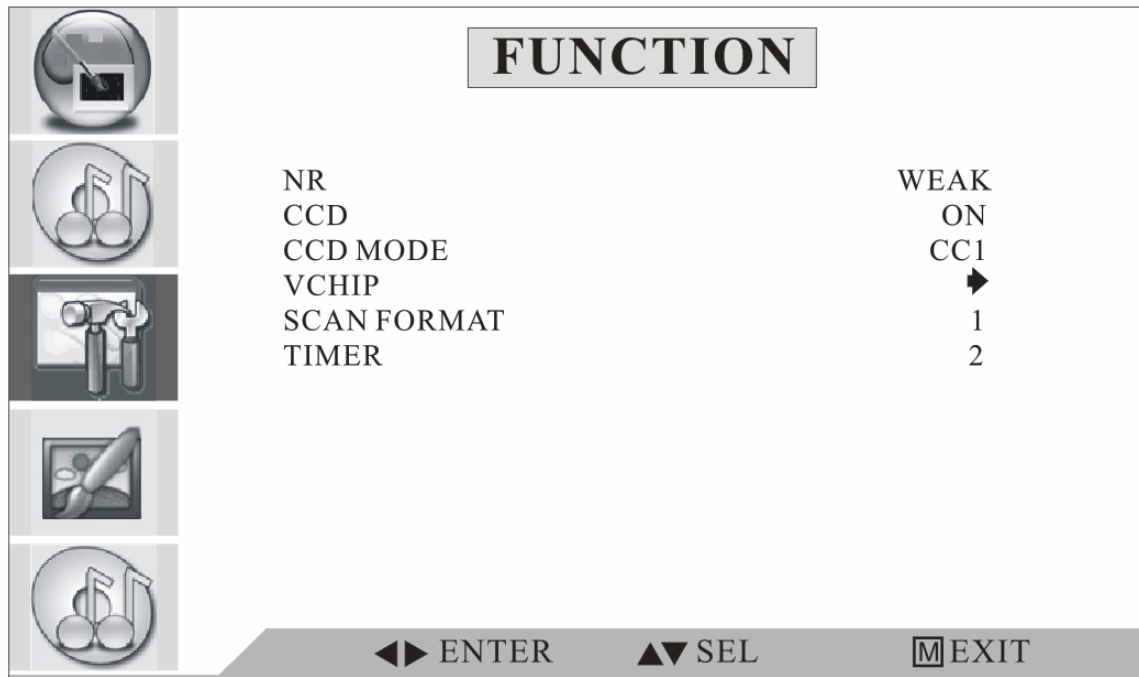 FUNCTION
NR WEAK
CCD ON
CCD MODE CC1
VCHIP
SCAN FORMAT 1
TIMER 2
ENTER SEL M EXIT